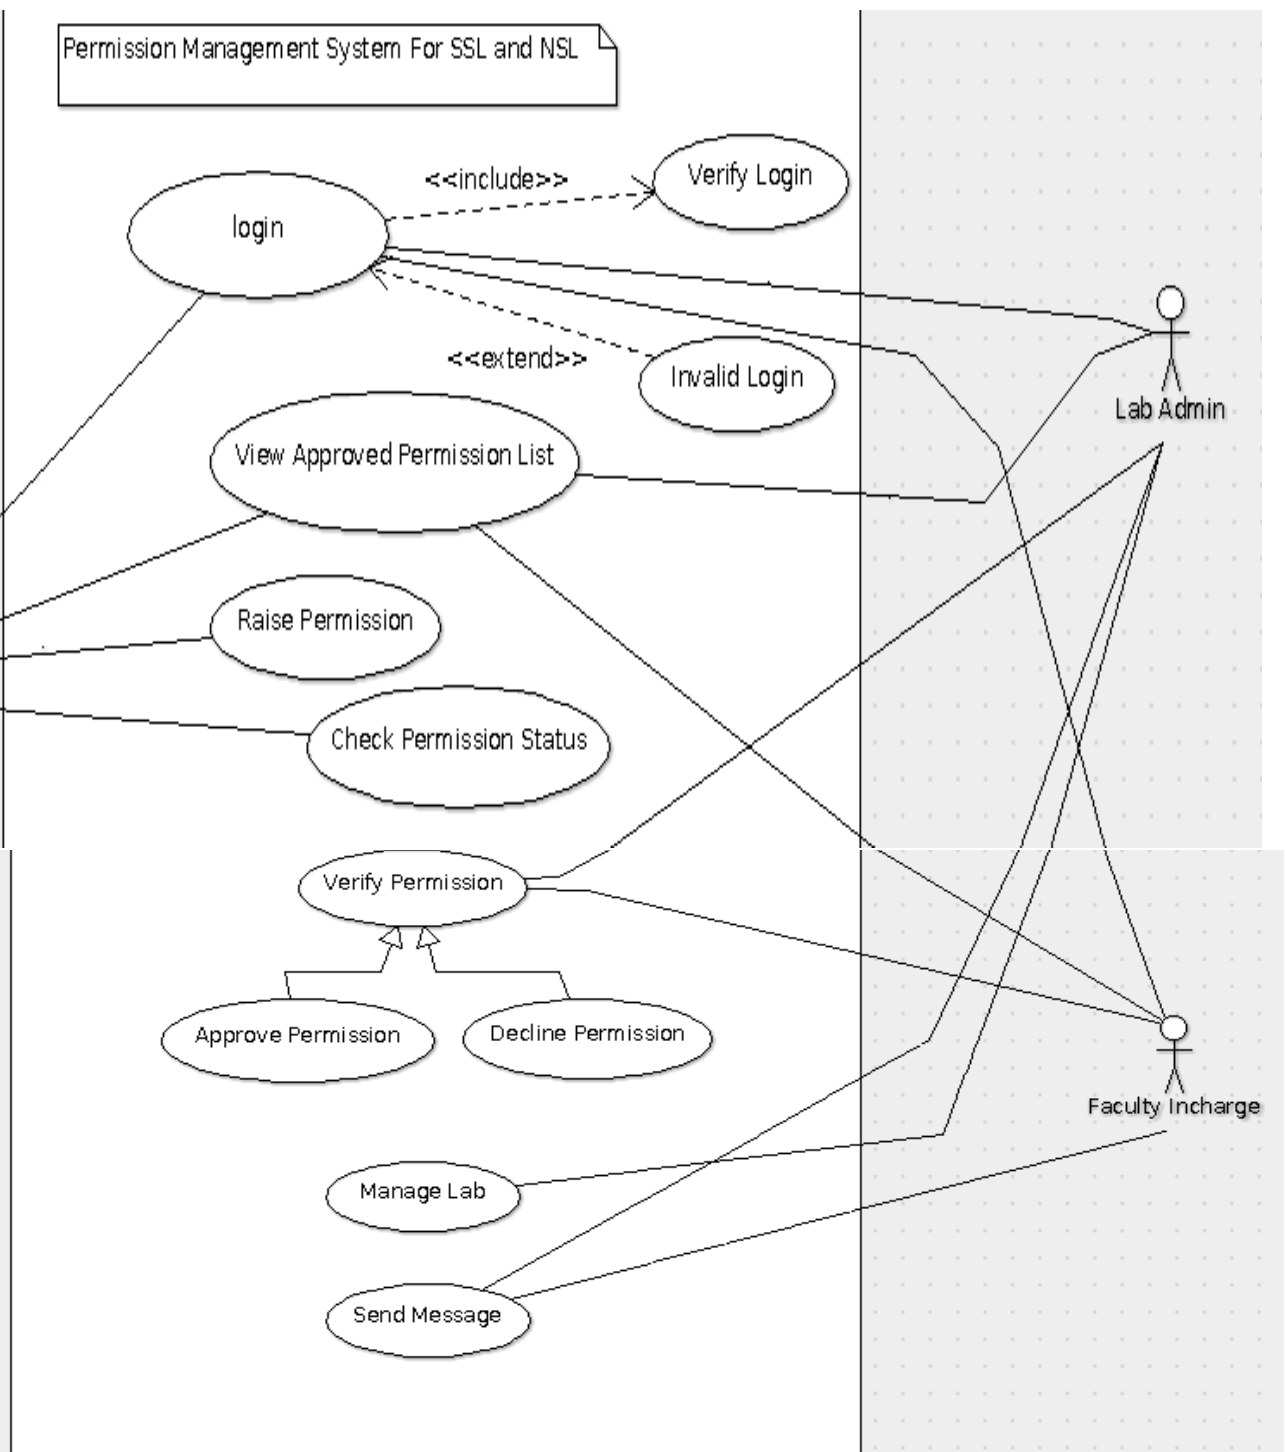 Permission Management System For SSL and NSL
<<include>>
Verify Login
login
<<extend>>
Invalid Login
Lab Admin
View Approved Permission List
Raise Permission
Check Permission Status
Verify Permission
Approve Permission
Decline Permission
Faculty Incharge
Manage Lab
Send Message